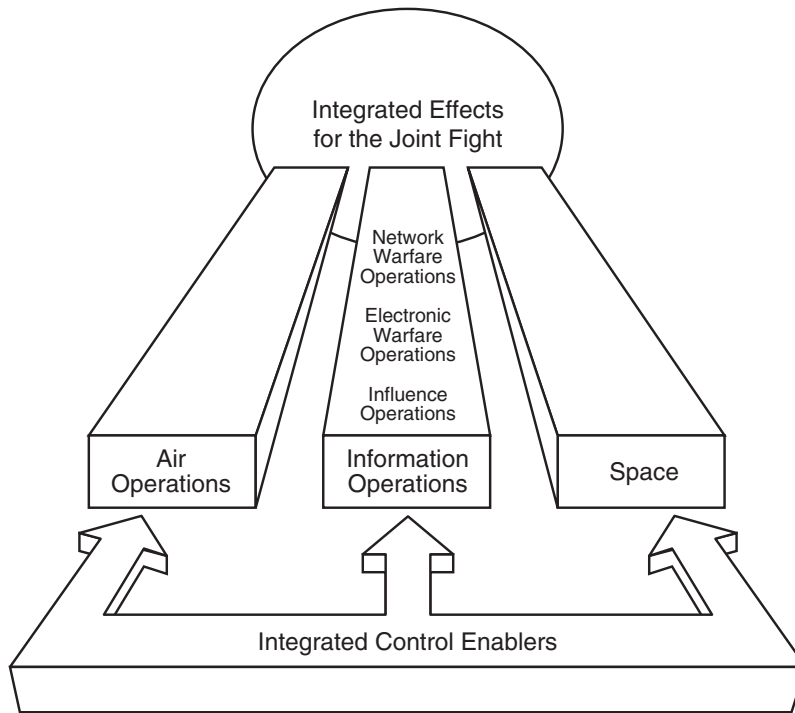 Integrated Effects
for the Joint Fight
Network
Warfare
Operations
Electronic
Warfare
Operations
Influence
Operations
Air
Operations
Information
Operations
Space
Integrated Control Enablers